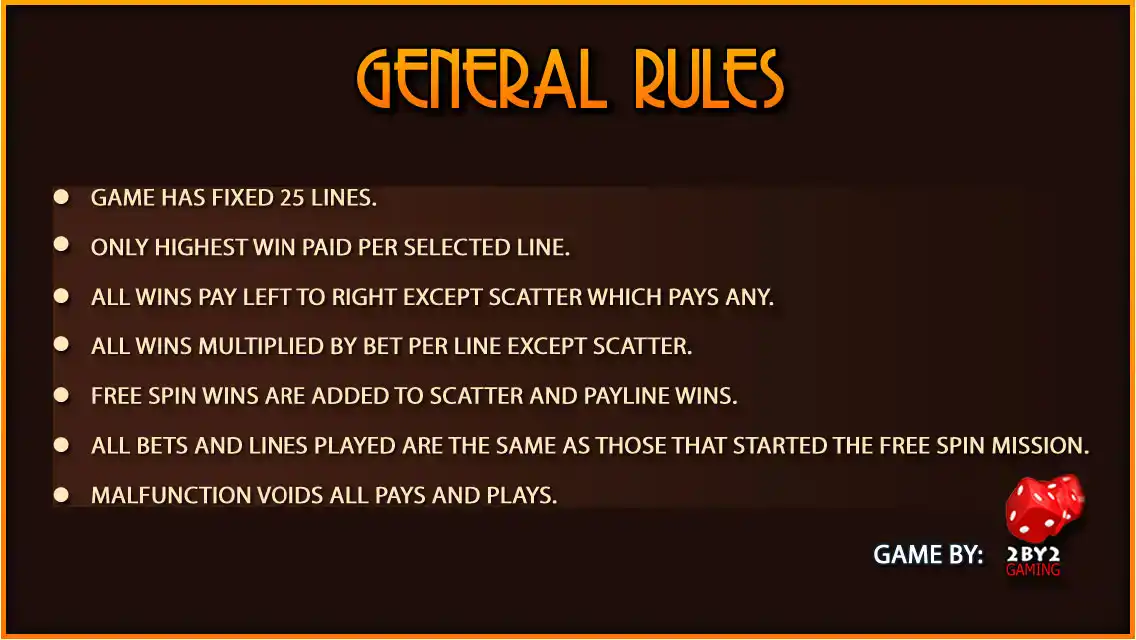 GENERAL RULES
GAME HAS FIXED 25 LINES.
ONLY HIGHEST WIN PAID PER SELECTED LINE.
ALL WINS PAY LEFT TO RIGHT EXCEPT SCATTER WHICH PAYS ANY.
ALL WINS MULTIPLIED BY BET PER LINE EXCEPT SCATTER.
FREE SPIN WINS ARE ADDED TO SCATTER AND PAYLINE WINS.
ALL BETS AND LINES PLAYED ARE THE SAME AS THOSE THAT STARTED THE FREE SPIN MISSION.
MALFUNCTION VOIDS ALL PAYS AND PLAYS.
GAME BY: 2BY2
GAMING